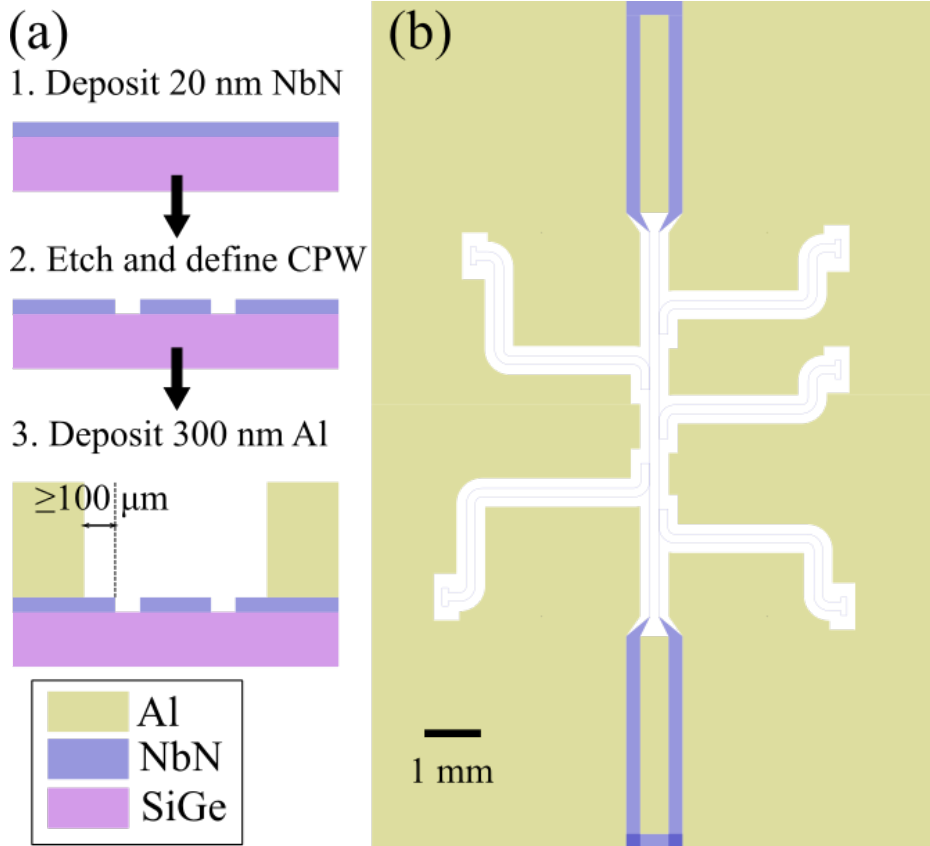 (a)
1. Deposit 20 nm NbN
2. Etch and define CPW
3. Deposit 300 nm Al
≥100 μm
Al
NbN
SiGe
(b)
1 mm